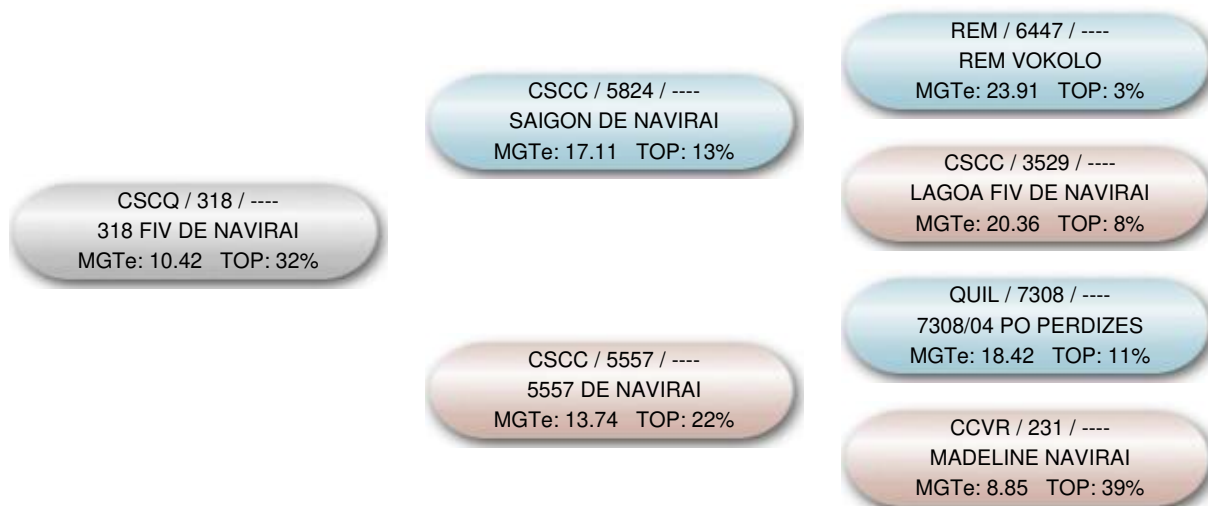 REM / 6447 / ----
REM VOKOLO
MGTe: 23.91 TOP: 3%
CSCC / 5824 / ----
SAIGON DE NAVIRAI
MGTe: 17.11 TOP: 13%
CSCC / 3529 / ----
LAGOA FIV DE NAVIRAI
MGTe: 20.36 TOP: 8%
CSCQ / 318 / ----
318 FIV DE NAVIRAI
MGTe: 10.42 TOP: 32%
QUIL / 7308 / ----
7308/04 PO PERDIZES
MGTe: 18.42 TOP: 11%
CSCC / 5557 / ----
5557 DE NAVIRAI
MGTe: 13.74 TOP: 22%
CCVR / 231 / ----
MADELINE NAVIRAI
MGTe: 8.85 TOP: 39%